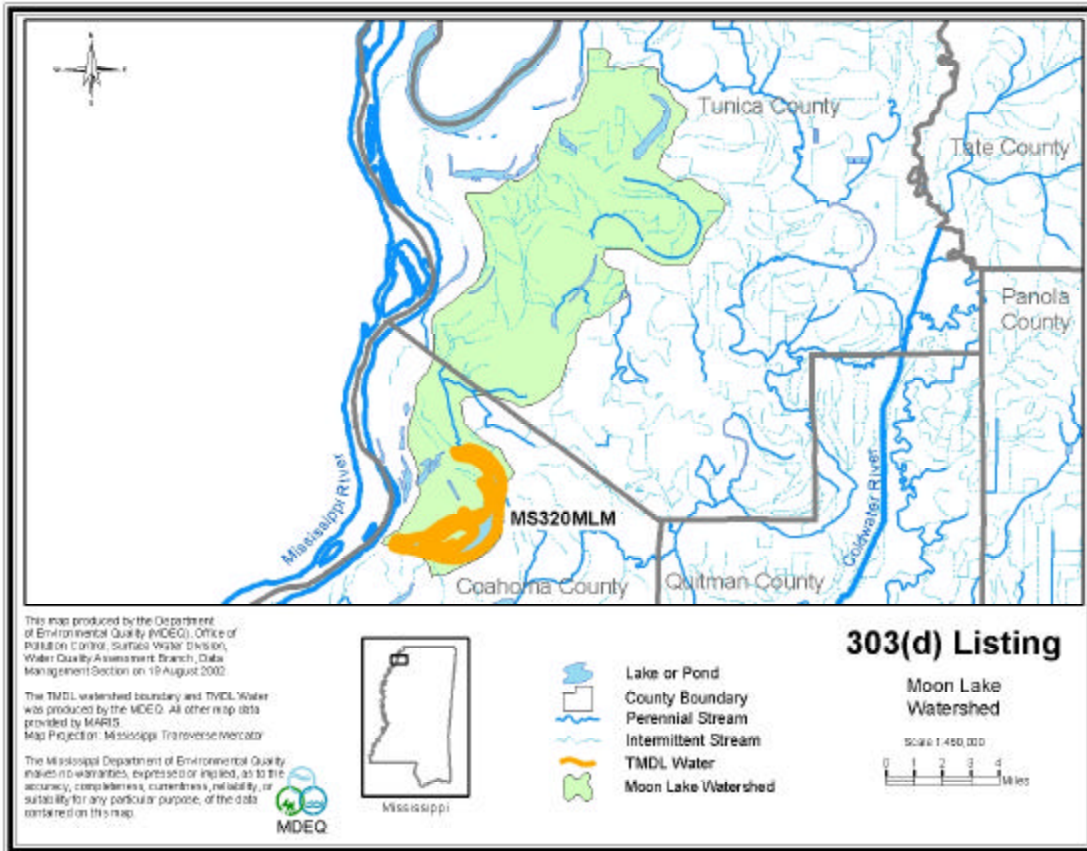 Tunica County
Tate County
Panola
County
Mississippi River
Coldwater River
MS320MLM
Coahoma County
Quitman County
This map produced by the Department
of Environmental Quality (MDEQ), Office of
Pollution Control, Surface Water Division,
Water Quality Assessment Branch, Data
Management Section on 19 August 2002
The TMDL watershed boundary and TMDL Water
was produced by the MDEQ. All other map data
provided by MARIS.
Map Projection: Mississippi Transverse Mercator
The Mississippi Department of Environmental Quality
makes no warranties, expressed or implied, as to the
accuracy, completeness, currentness, reliability, or
suitability for any particular purpose, of the data
contained on this map.
MDEQ
Mississippi
Lake or Pond
County Boundary
Perennial Stream
Intermittent Stream
TMDL Water
Moon Lake Watershed
303(d) Listing
Moon Lake
Watershed
0 1 2 3 4
Miles